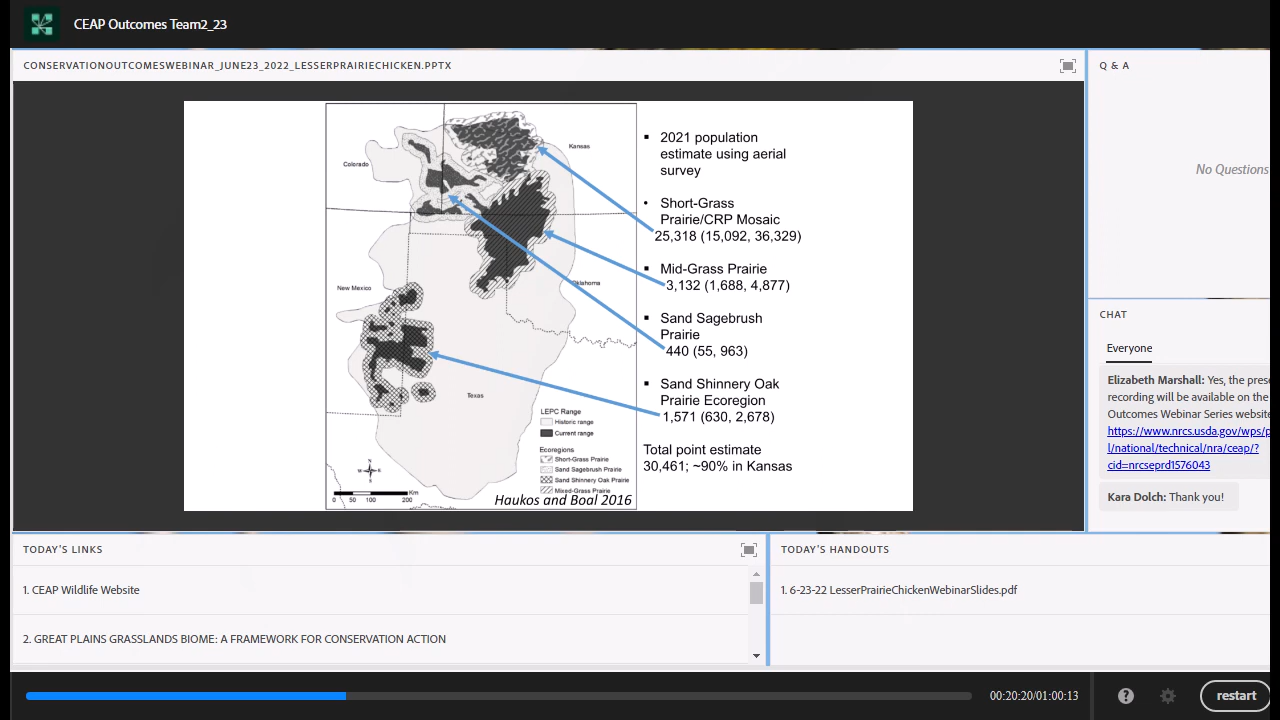 CEAP Outcomes Team2_23
CONSERVATIONOUTCOMESWEBINAR_JUNE23_2022_LESSERPRAIRIECHICKEN.PPTX
Colorado
Kansas
New Mexico
Oklahoma
Texas
LEPC Range
Historic range
Current range
Ecoregions
Short-Grass Prairie
Sand Sagebrush Prairie
Sand Shinnery Oak Prairie
Mixed-Grass Prairie
N
W
E
S
Km
0 50 100 200
Haukos and Boal 2016
▪ 2021 population
estimate using aerial
survey
• Short-Grass
Prairie/CRP Mosaic
25,318 (15,092, 36,329)
▪ Mid-Grass Prairie
3,132 (1,688, 4,877)
▪ Sand Sagebrush
Prairie
440 (55, 963)
▪ Sand Shinnery Oak
Prairie Ecoregion
1,571 (630, 2,678)
Total point estimate
30,461; ~90% in Kansas
Q & A
No Questions
CHAT
Everyone
Elizabeth Marshall: Yes, the prese
recording will be available on the
Outcomes Webinar Series website
https://www.nrcs.usda.gov/wps/p
l/national/technical/nra/ceap/?
cid=nrcseprd1576043
Kara Dolch: Thank you!
TODAY'S LINKS
1. CEAP Wildlife Website
2. GREAT PLAINS GRASSLANDS BIOME: A FRAMEWORK FOR CONSERVATION ACTION
TODAY'S HANDOUTS
1. 6-23-22 LesserPrairieChickenWebinarSlides.pdf
00:20:20/01:00:13
?
restart